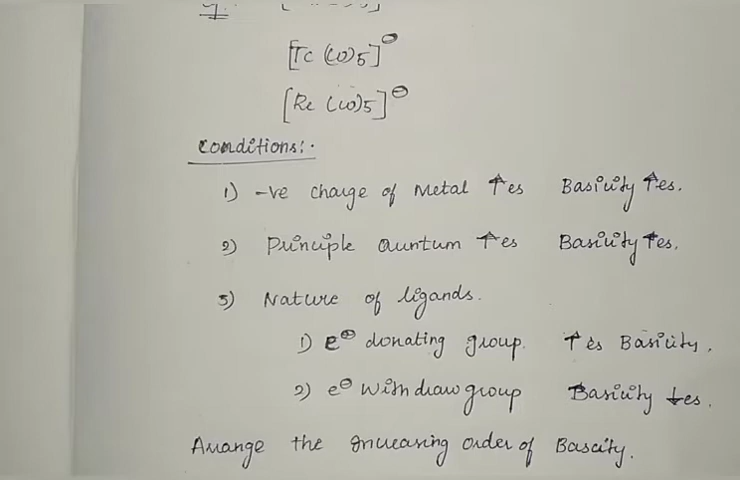 [Tc (CO)5]⊖
[Re (CO)5]⊖
Conditions:-
1) -ve charge of Metal ↑es Basicity ↑es.
2) Principle Quntum ↑es Basicity ↑es.
3) Nature of ligands.
1) e⊖ donating group. ↑es Basicity.
2) e⊖ withdraw group Basicity ↓es.
Arrange the Increasing order of Bascity.